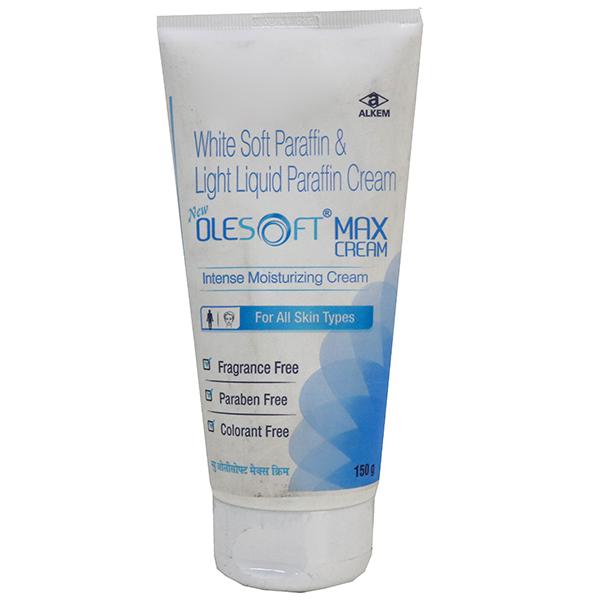 ALKEM
White Soft Paraffin &
Light Liquid Paraffin Cream
New
OLESOFT® MAX
CREAM
Intense Moisturizing Cream
For All Skin Types
Fragrance Free
Paraben Free
Colorant Free
न्यु ओलीसोफ्ट मेक्स क्रिम
150 g